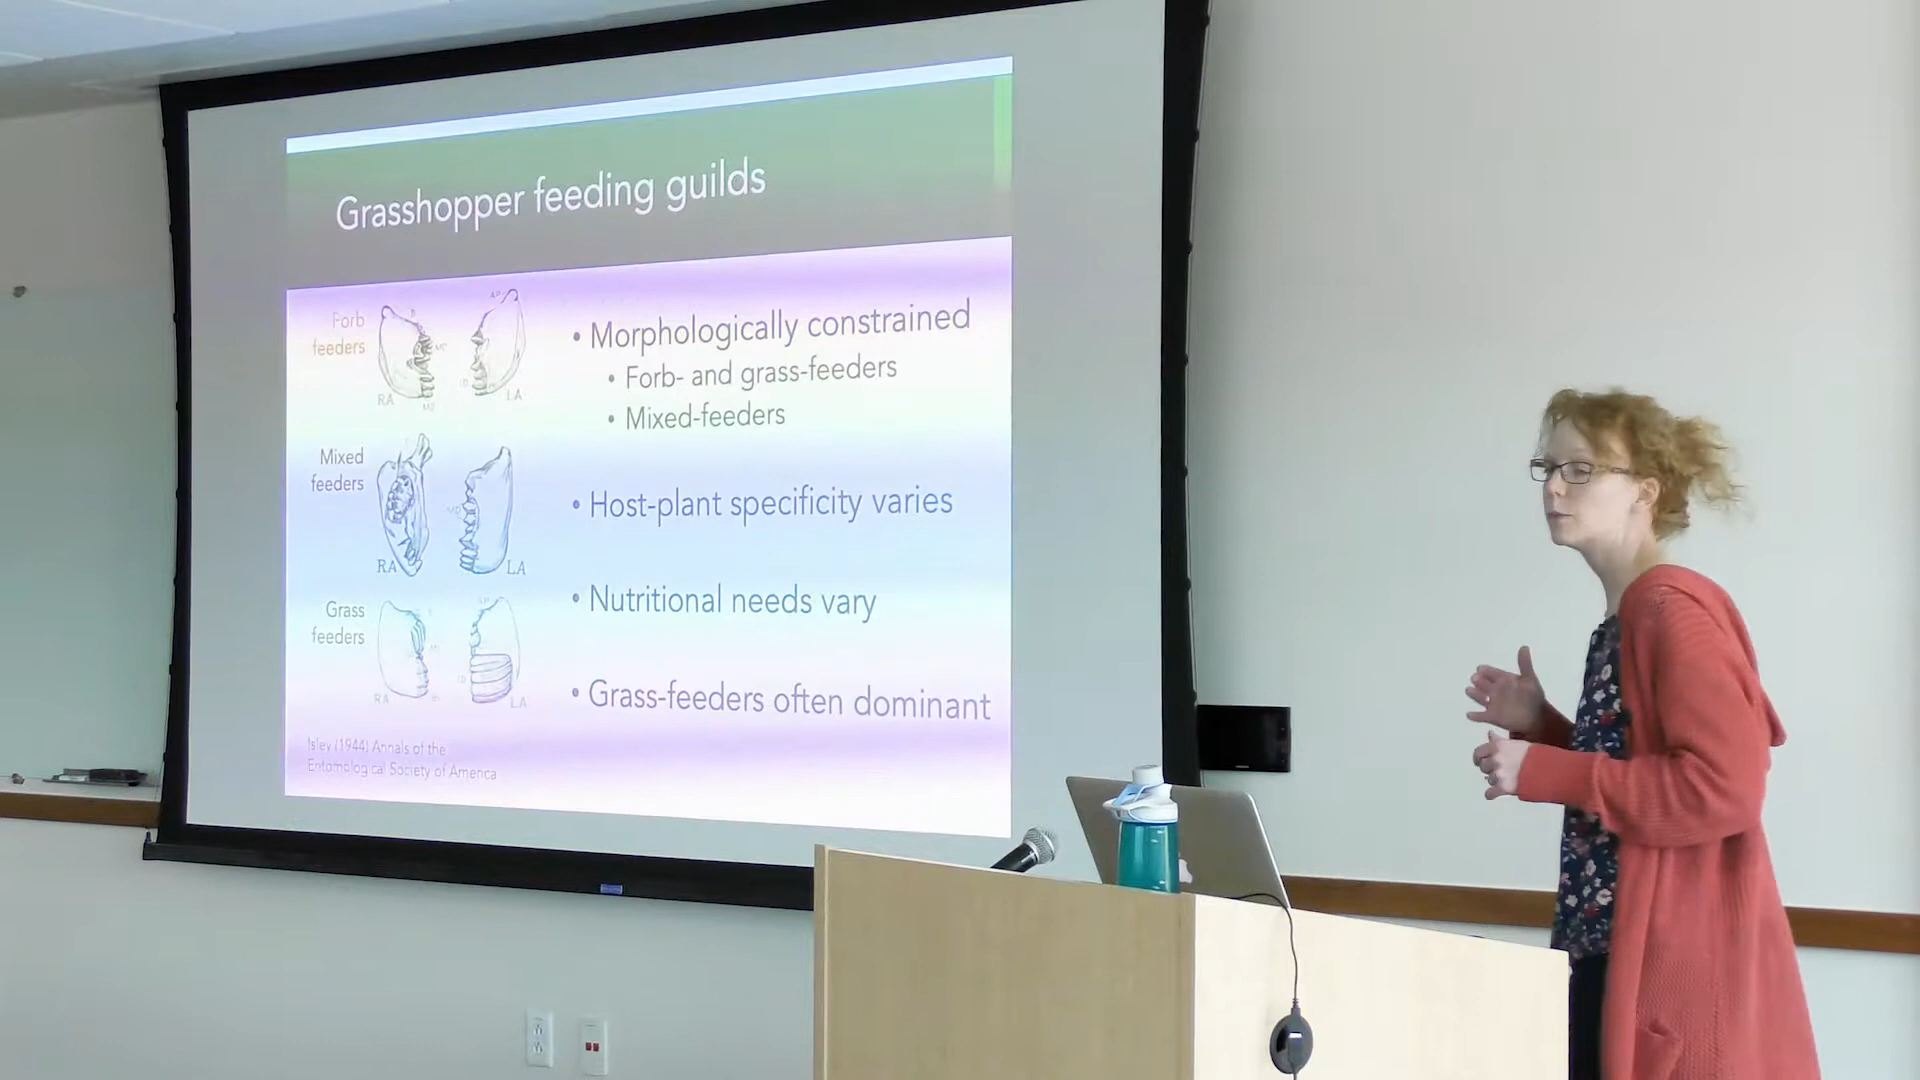 Grasshopper feeding guilds
Forb
feeders
RA
LA
Mixed
feeders
RA
LA
Grass
feeders
RA
LA
• Morphologically constrained
• Forb- and grass-feeders
• Mixed-feeders
• Host-plant specificity varies
• Nutritional needs vary
• Grass-feeders often dominant
Isley (1944) Annals of the
Entomological Society of America